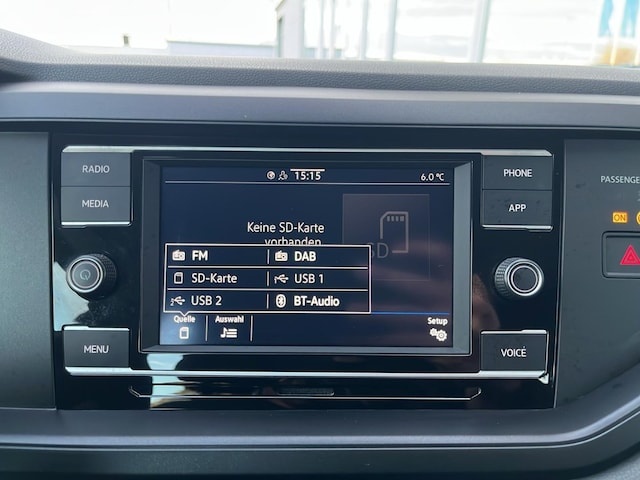 RADIO
MEDIA
MENU
15:15
6.0 °C
Keine SD-Karte
vorhanden
SD
FM
DAB
SD-Karte
USB 1
USB 2
BT-Audio
Quelle
Auswahl
Setup
PHONE
APP
VOICE
PASSENGE
ON